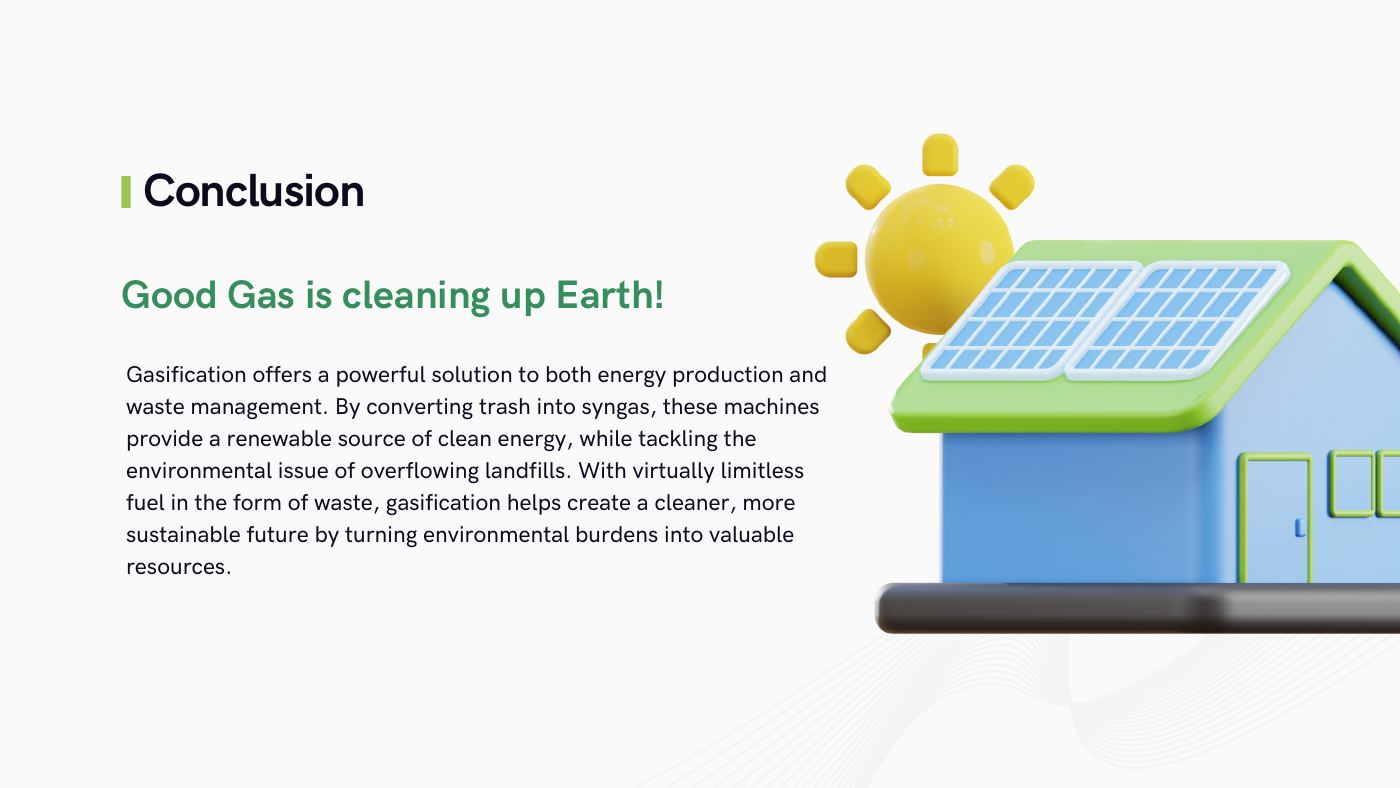 Conclusion
Good Gas is cleaning up Earth!
Gasification offers a powerful solution to both energy production and
waste management. By converting trash into syngas, these machines
provide a renewable source of clean energy, while tackling the
environmental issue of overflowing landfills. With virtually limitless
fuel in the form of waste, gasification helps create a cleaner, more
sustainable future by turning environmental burdens into valuable
resources.